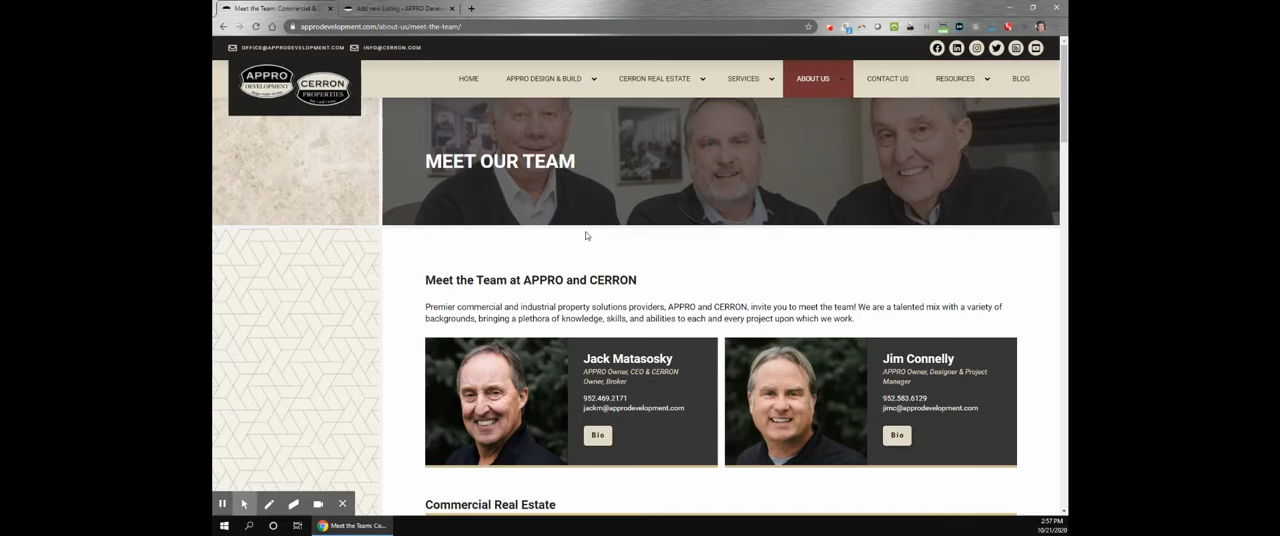 Meet the Team: Commercial &
Add new Listing ‹ APPRO Devel
approdevelopment.com/about-us/meet-the-team/
OFFICE@APPRODEVELOPMENT.COM INFO@CERRON.COM
APPRO
DEVELOPMENT
CERRON
PROPERTIES
HOME APPRO DESIGN & BUILD CERRON REAL ESTATE SERVICES ABOUT US CONTACT US RESOURCES BLOG
MEET OUR TEAM
Meet the Team at APPRO and CERRON
Premier commercial and industrial property solutions providers, APPRO and CERRON, invite you to meet the team! We are a talented mix with a variety of
backgrounds, bringing a plethora of knowledge, skills, and abilities to each and every project upon which we work.
Jack Matasosky
APPRO Owner, CEO & CERRON
Owner, Broker
952.469.2171
jackm@approdevelopment.com
Bio
Jim Connelly
APPRO Owner, Designer & Project
Manager
952.583.6129
jimc@approdevelopment.com
Bio
Commercial Real Estate
Meet the Team: Co...
2:57 PM
10/21/2020